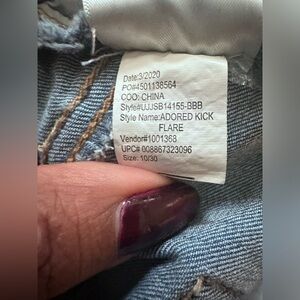 Date:3/2020
PO#4501138564
COO: CHINA
Style#UJJSB14155-BBB
Style Name:ADORED KICK
FLARE
Vendor#1001368
UPC# 008867323096
Size: 10/30